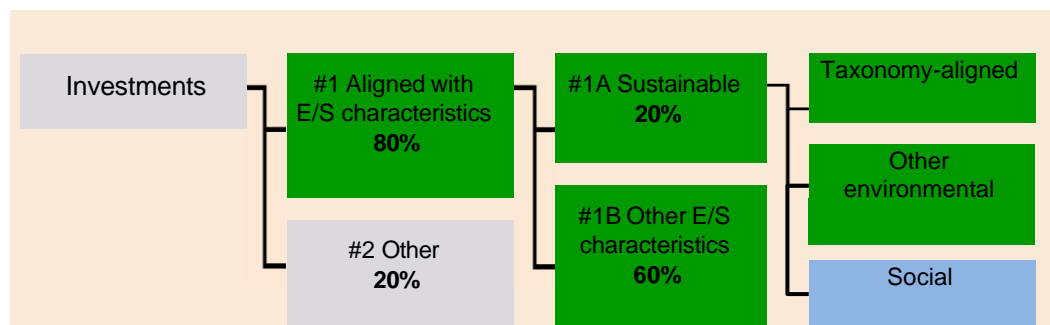 Investments
#1 Aligned with
E/S characteristics
80%
#2 Other
20%
#1A Sustainable
20%
#1B Other E/S
characteristics
60%
Taxonomy-aligned
Other
environmental
Social